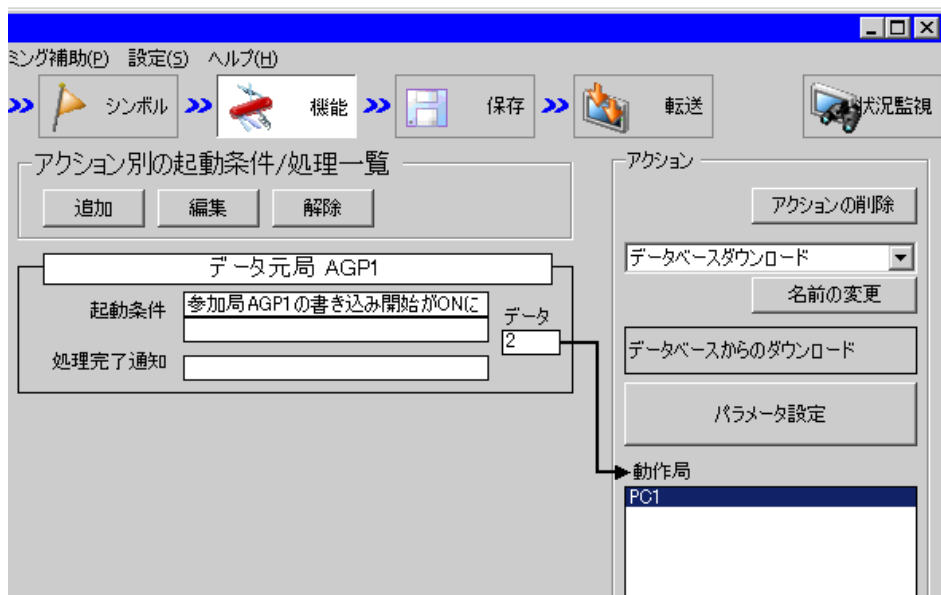 ミング補助(P) 設定(S) ヘルプ(H)
シンボル 機能 保存 転送 状況監視
アクション別の起動条件/処理一覧
追加 編集 解除
データ元局 AGP1
起動条件 参加局AGP1の書き込み開始がONに
データ
2
処理完了通知
アクション
アクションの削除
データベースダウンロード
名前の変更
データベースからのダウンロード
パラメータ設定
動作局
PC1